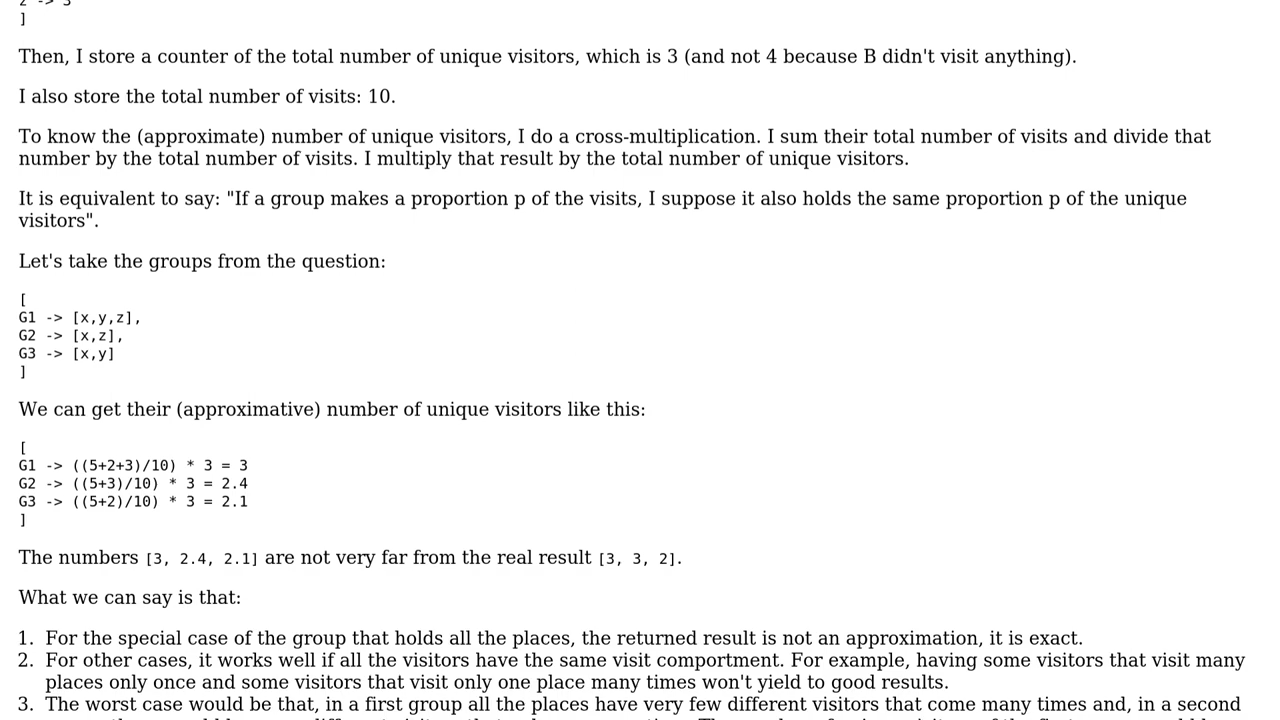 ]
Then, I store a counter of the total number of unique visitors, which is 3 (and not 4 because B didn't visit anything).
I also store the total number of visits: 10.
To know the (approximate) number of unique visitors, I do a cross-multiplication. I sum their total number of visits and divide that
number by the total number of visits. I multiply that result by the total number of unique visitors.
It is equivalent to say: "If a group makes a proportion p of the visits, I suppose it also holds the same proportion p of the unique
visitors".
Let's take the groups from the question:
[
G1 -> [x,y,z],
G2 -> [x,z],
G3 -> [x,y]
]
We can get their (approximative) number of unique visitors like this:
[
G1 -> ((5+2+3)/10) * 3 = 3
G2 -> ((5+3)/10) * 3 = 2.4
G3 -> ((5+2)/10) * 3 = 2.1
]
The numbers [3, 2.4, 2.1] are not very far from the real result [3, 3, 2].
What we can say is that:
1. For the special case of the group that holds all the places, the returned result is not an approximation, it is exact.
2. For other cases, it works well if all the visitors have the same visit comportment. For example, having some visitors that visit many
places only once and some visitors that visit only one place many times won't yield to good results.
3. The worst case would be that, in a first group all the places have very few different visitors that come many times and, in a second